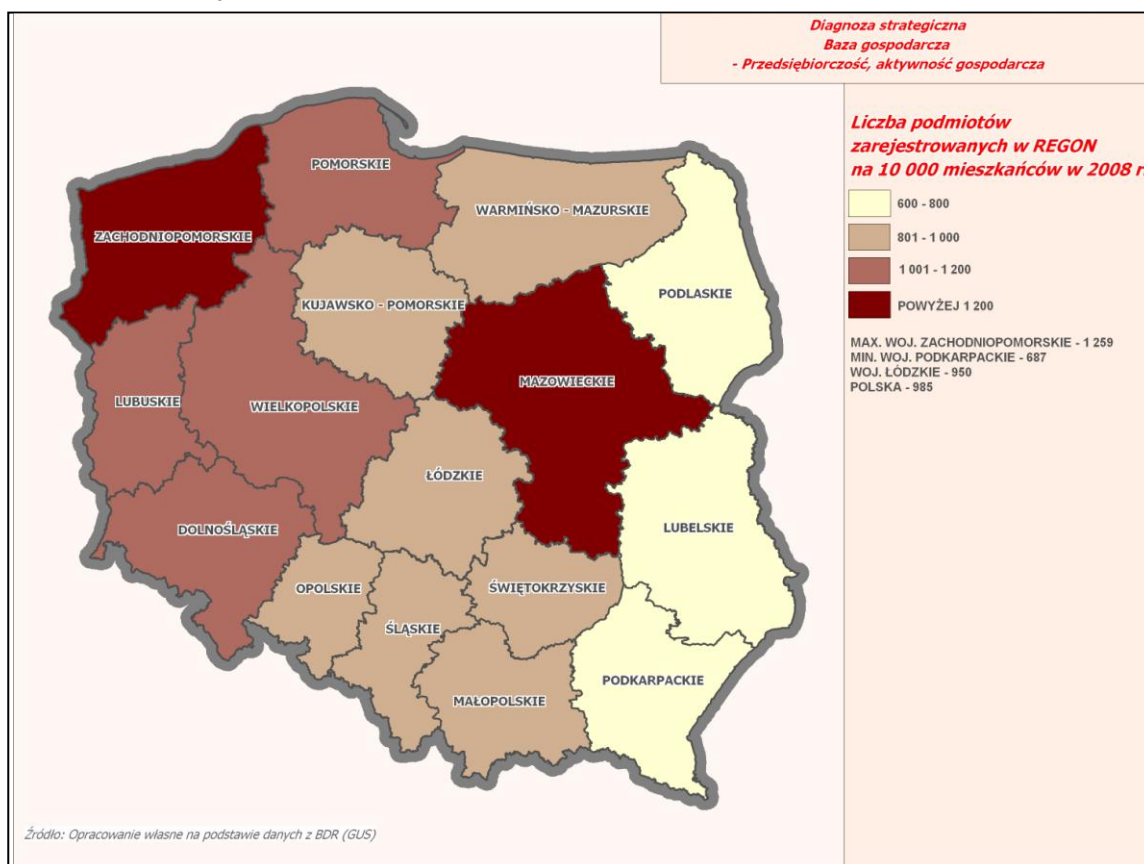 Diagnoza strategiczna
Baza gospodarcza
- Przedsiębiorczość, aktywność gospodarcza
Liczba podmiotów
zarejestrowanych w REGON
na 10 000 mieszkańców w 2008 r.
600 - 800
801 - 1 000
1 001 - 1 200
POWYŻEJ 1 200
MAX. WOJ. ZACHODNIOPOMORSKIE - 1 259
MIN. WOJ. PODKARPACKIE - 687
WOJ. ŁÓDZKIE - 950
POLSKA - 985
POMORSKIE
WARMIŃSKO - MAZURSKIE
ZACHODNIOPOMORSKIE
PODLASKIE
KUJAWSKO - POMORSKIE
MAZOWIECKIE
LUBUSKIE
WIELKOPOLSKIE
ŁÓDZKIE
DOLNOŚLĄSKIE
LUBELSKIE
OPOLSKIE
ŚWIĘTOKRZYSKIE
ŚLĄSKIE
PODKARPACKIE
MAŁOPOLSKIE
Źródło: Opracowanie własne na podstawie danych z BDR (GUS)